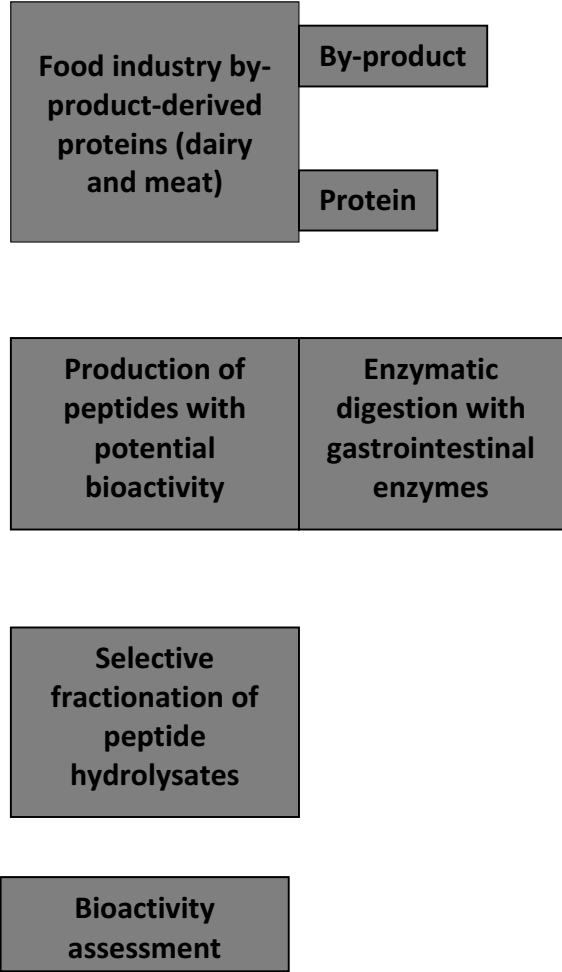 Food industry by-
product-derived
proteins (dairy
and meat)
By-product
Protein
Production of
peptides with
potential
bioactivity
Enzymatic
digestion with
gastrointestinal
enzymes
Selective
fractionation of
peptide
hydrolysates
Bioactivity
assessment